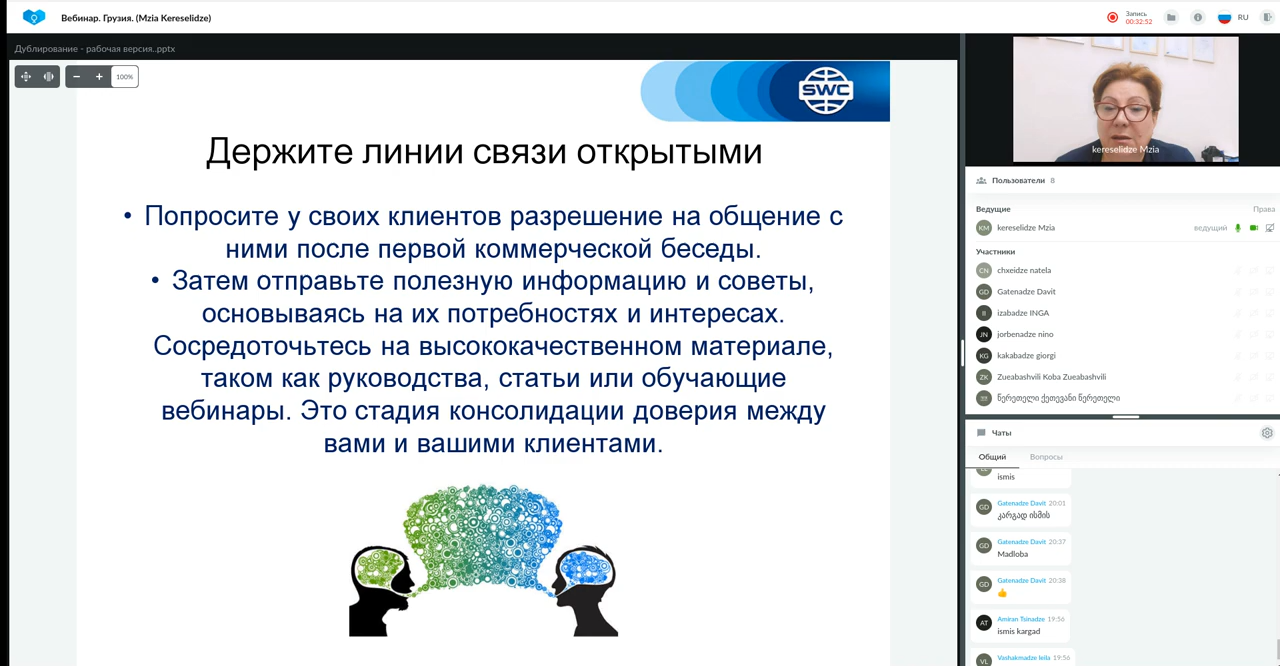 Вебинар. Грузия. (Mzia Kereselidze)
Запись
00:32:52
RU
Дублирование - рабочая версия..pptx
100%
SWC
Держите линии связи открытыми
• Попросите у своих клиентов разрешение на общение с
ними после первой коммерческой беседы.
• Затем отправьте полезную информацию и советы,
основываясь на их потребностях и интересах.
Сосредоточьтесь на высококачественном материале,
таком как руководства, статьи или обучающие
вебинары. Это стадия консолидации доверия между
вами и вашими клиентами.
kereselidze Mzia
Пользователи 8
Ведущие Права
KM kereselidze Mzia ведущий
Участники
CN chxeidze natela
GD Gatenadze Davit
II izabadze INGA
JN jorbenadze nino
KG kakabadze giorgi
ZK Zueabashvili Koba Zueabashvili
წერეთელი ქეთევანი წერეთელი
Чаты
Общий Вопросы
ismis
GD Gatenadze Davit 20:01
კარგად ისმის
GD Gatenadze Davit 20:37
Madloba
GD Gatenadze Davit 20:38
👍
AT Amiran Tsinadze 19:56
ismis kargad
VL Vashakmadze leila 19:56